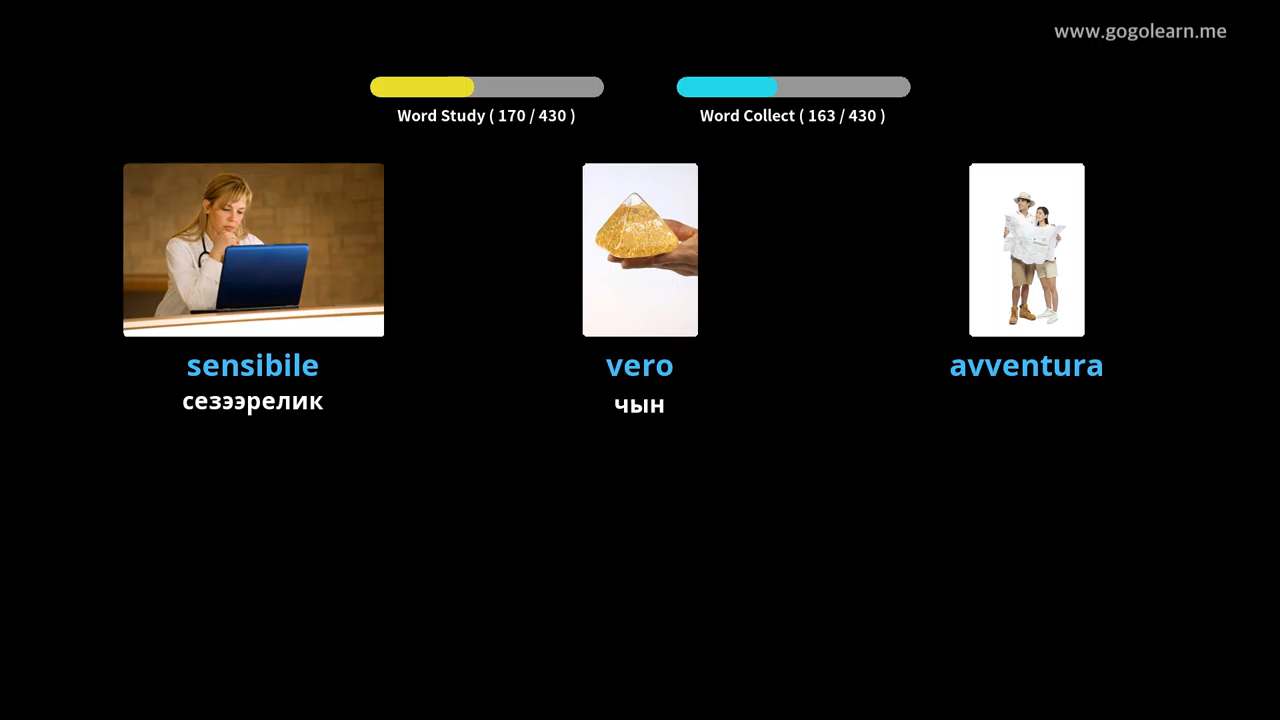 www.gogolearn.me
Word Study ( 170 / 430 )
Word Collect ( 163 / 430 )
sensibile
сезээрелик
vero
чын
avventura